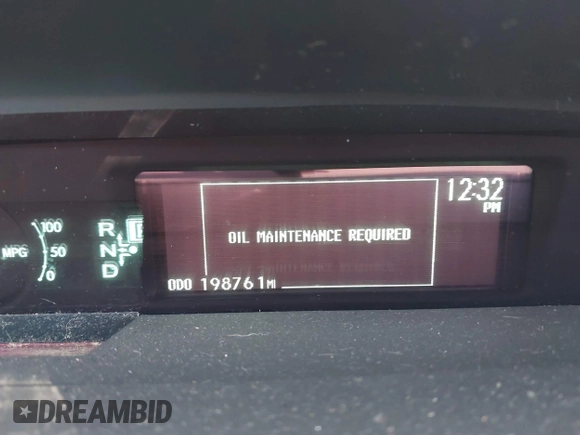 12:32
PM
100
R
MPG
50
N
OIL MAINTENANCE REQUIRED
0
D
ODO 198761 MI
DREAMBID